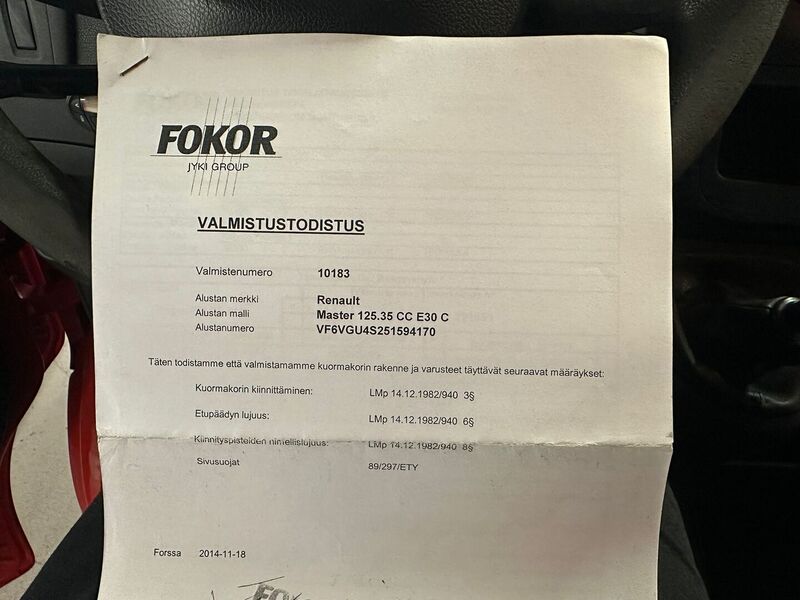 FOKOR
JYKI GROUP
VALMISTUSTODISTUS
Valmistenumero 10183
Alustan merkki Renault
Alustan malli Master 125.35 CC E30 C
Alustanumero VF6VGU4S251594170
Täten todistamme että valmistamamme kuormakorin rakenne ja varusteet täyttävät seuraavat määräykset:
Kuormakorin kiinnittäminen: LMp 14.12.1982/940 3§
Etupäädyn lujuus: LMp 14.12.1982/940 6§
Kiinnityspisteiden nimellislujuus: LMp 14.12.1982/940 8§
Sivusuojat 89/297/ETY
Forssa 2014-11-18
FOKOR